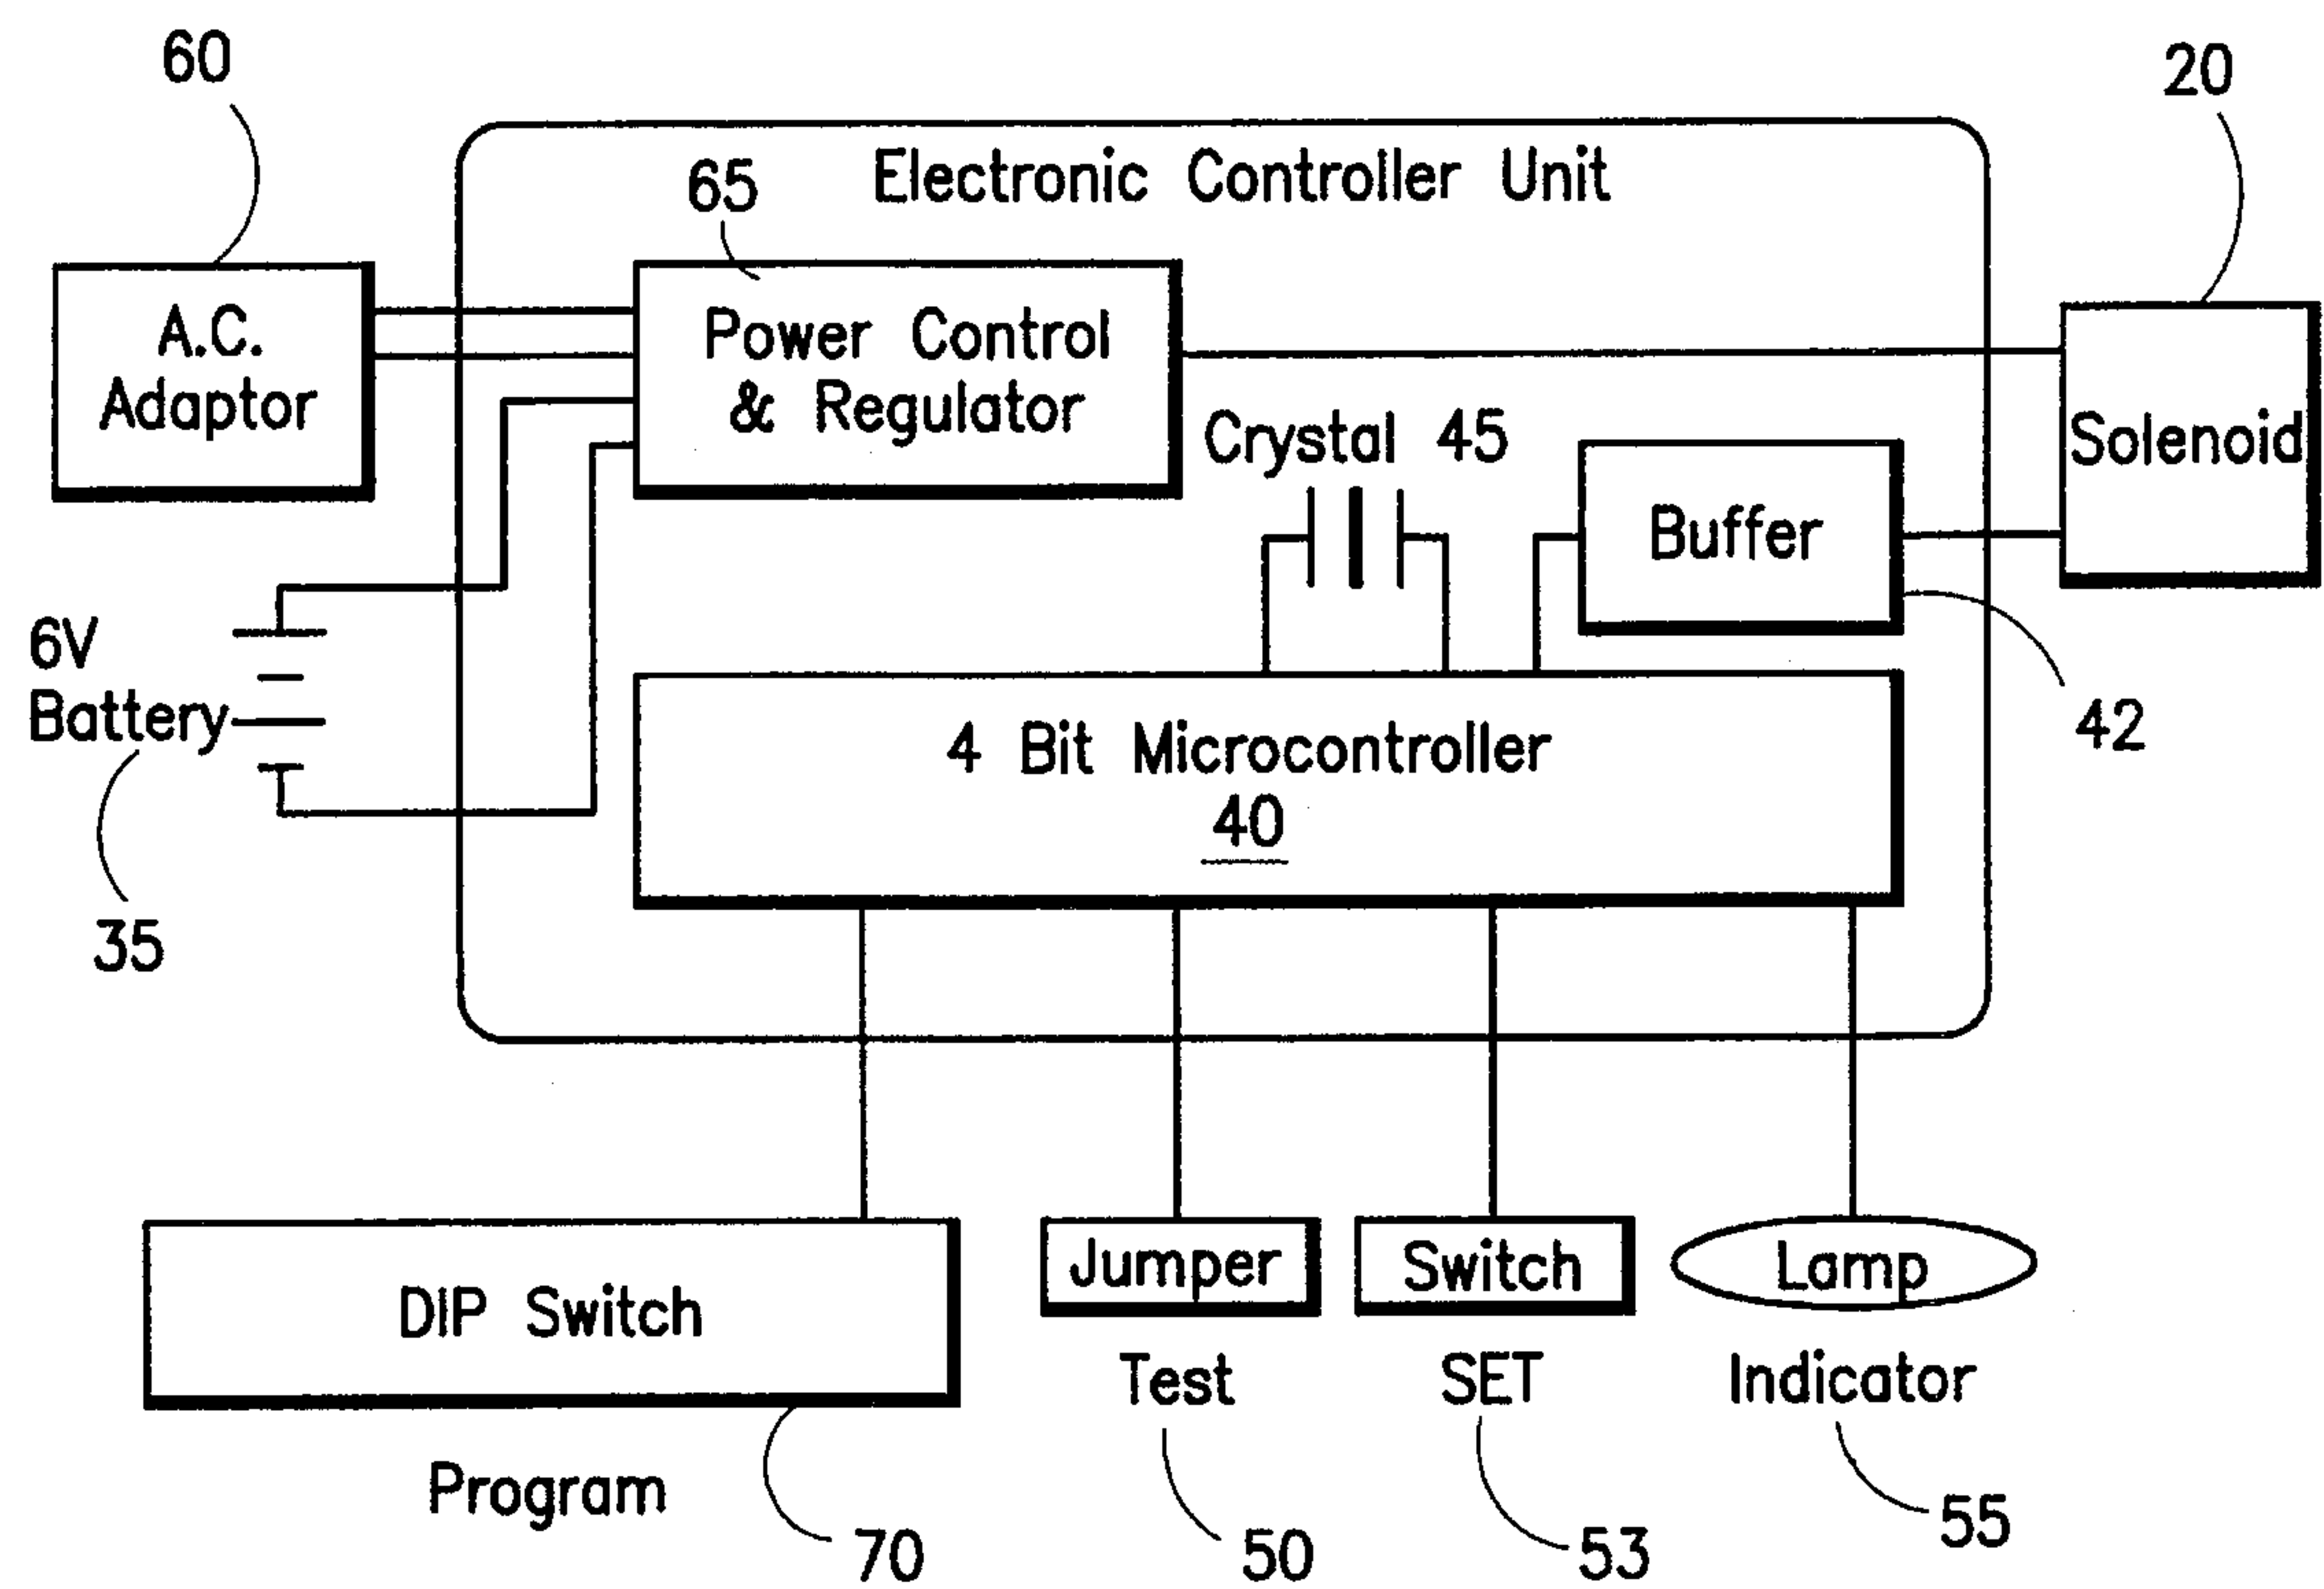 60
20
Electronic Controller Unit
65
A.C.
Adaptor
Power Control
& Regulator
Crystal 45
Solenoid
Buffer
6V
Battery
42
4 Bit Microcontroller
40
35
DIP Switch
Jumper
Switch
Lamp
Test
SET
Indicator
Program
70
50
53
55